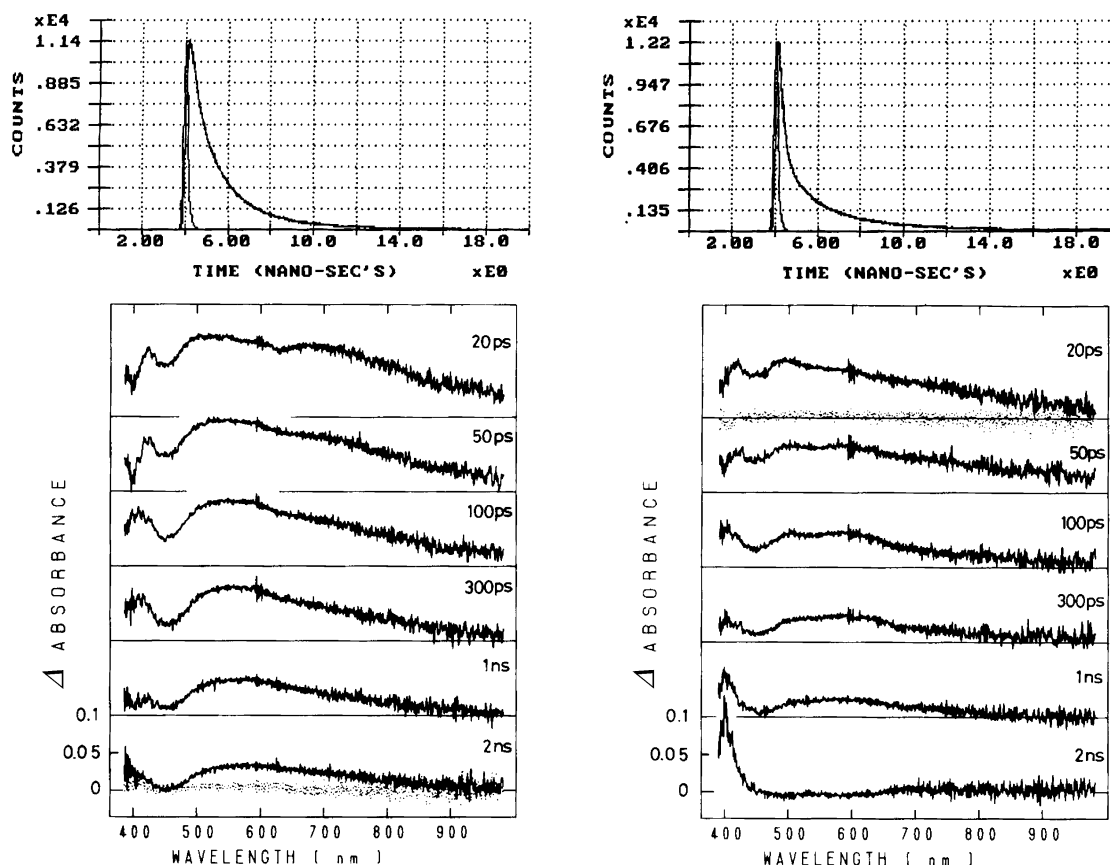 xE4
1.14
.885
.632
.379
.126
COUNTS
2.00 6.00 10.0 14.0 18.0
TIME (NANO-SEC'S) xE0
xE4
1.22
.947
.676
.406
.135
COUNTS
2.00 6.00 10.0 14.0 18.0
TIME (NANO-SEC'S) xE0
20ps
50ps
100ps
300ps
1ns
2ns
0.1
0.05
0
Δ ABSORBANCE
400 500 600 700 800 900
WAVELENGTH ( nm )
20ps
50ps
100ps
300ps
1ns
2ns
0.1
0.05
0
Δ ABSORBANCE
400 500 600 700 800 900
WAVELENGTH ( nm )